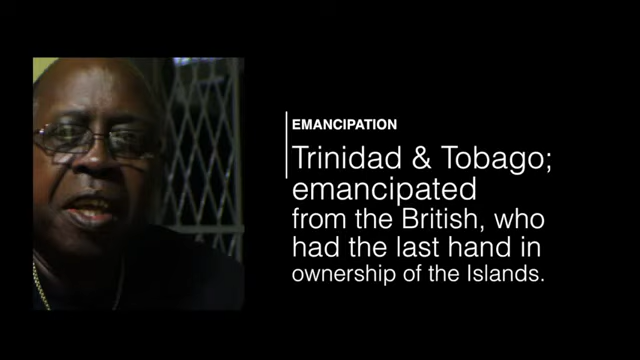 EMANCIPATION
Trinidad & Tobago;
emancipated
from the British, who
had the last hand in
ownership of the Islands.